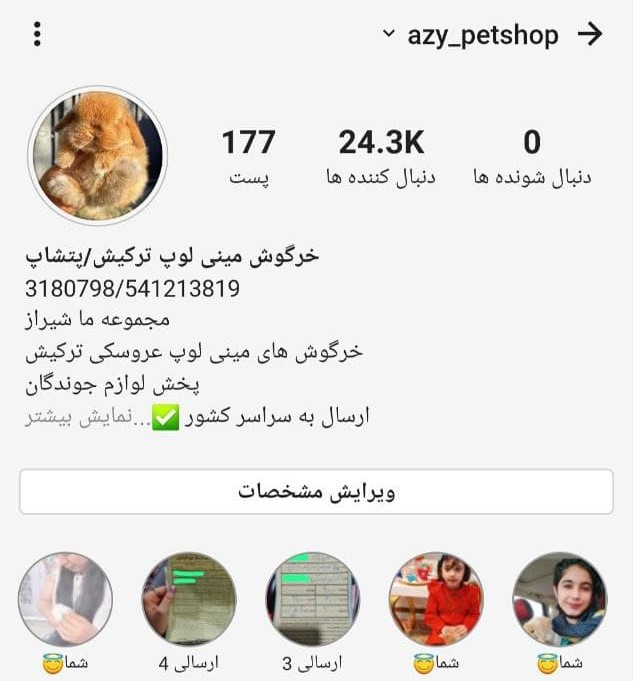 azy_petshop
177
24.3K
0
پست
دنبال کننده ها
دنبال شونده ها
خرگوش مینی لوپ ترکیش/پتشاپ
3180798/541213819
مجموعه ما شیراز
خرگوش های مینی لوپ عروسکی ترکیش
پخش لوازم جوندگان
ارسال به سراسر کشور ✅...نمایش بیشتر
ویرایش مشخصات
شما😇
ارسالی 4
ارسالی 3
شما😇
شما😇